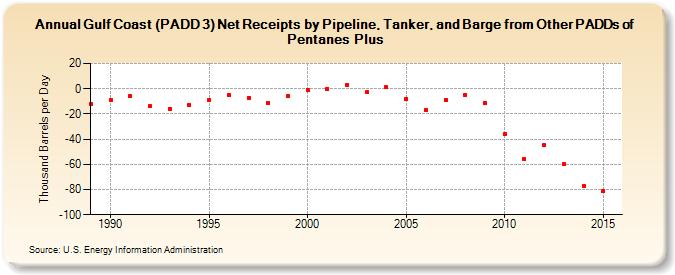 Annual Gulf Coast (PADD 3) Net Receipts by Pipeline, Tanker, and Barge from Other PADDs of
Pentanes Plus
Thousand Barrels per Day
20
0
-20
-40
-60
-80
-100
1990 1995 2000 2005 2010 2015
Source: U.S. Energy Information Administration